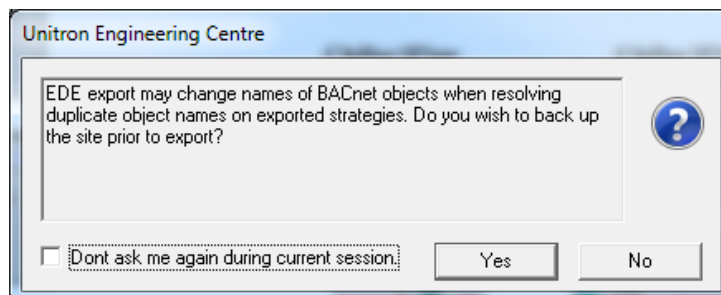 Unitron Engineering Centre
EDE export may change names of BACnet objects when resolving
duplicate object names on exported strategies. Do you wish to back up
the site prior to export?
Dont ask me again during current session.
Yes
No